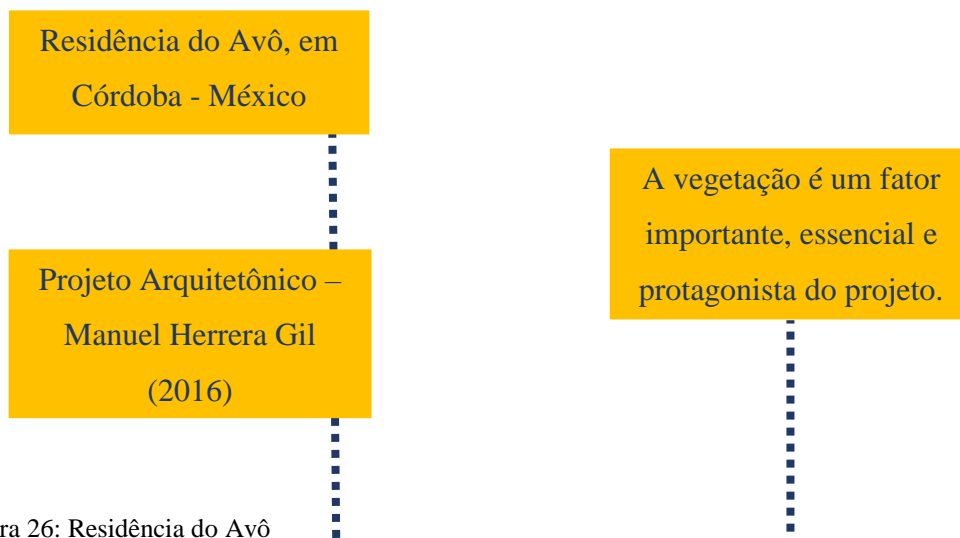 Residência do Avô, em
Córdoba - México
A vegetação é um fator
importante, essencial e
protagonista do projeto.
Projeto Arquitetônico –
Manuel Herrera Gil
(2016)
ra 26: Residência do Avô